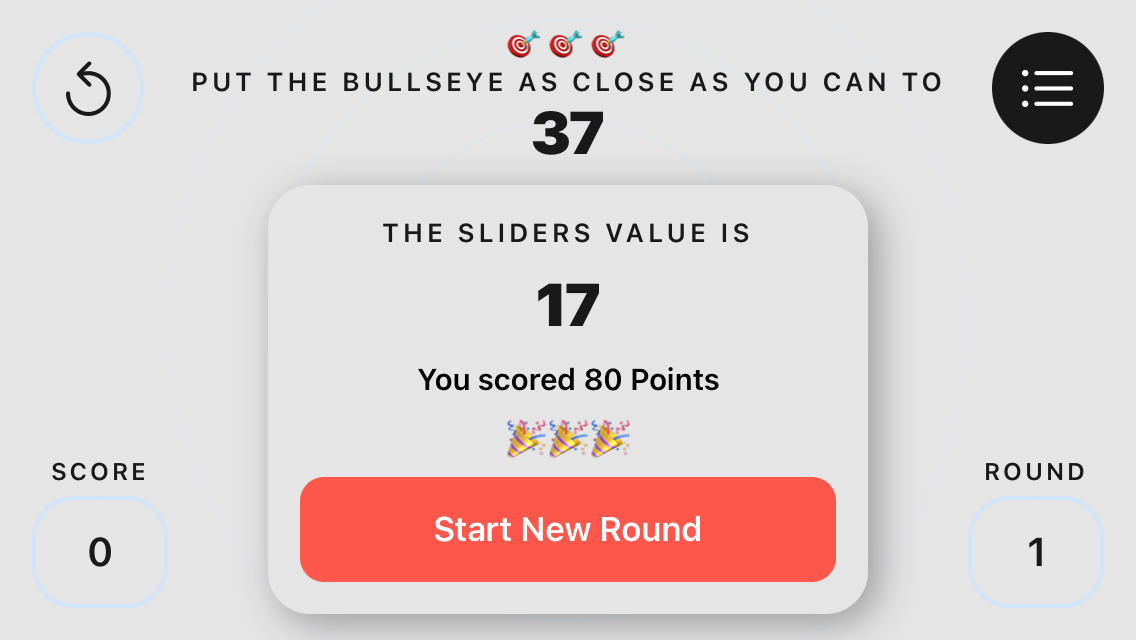 🎯🎯🎯
PUT THE BULLSEYE AS CLOSE AS YOU CAN TO
37
THE SLIDERS VALUE IS
17
You scored 80 Points
🎉🎉🎉
Start New Round
SCORE
0
ROUND
1